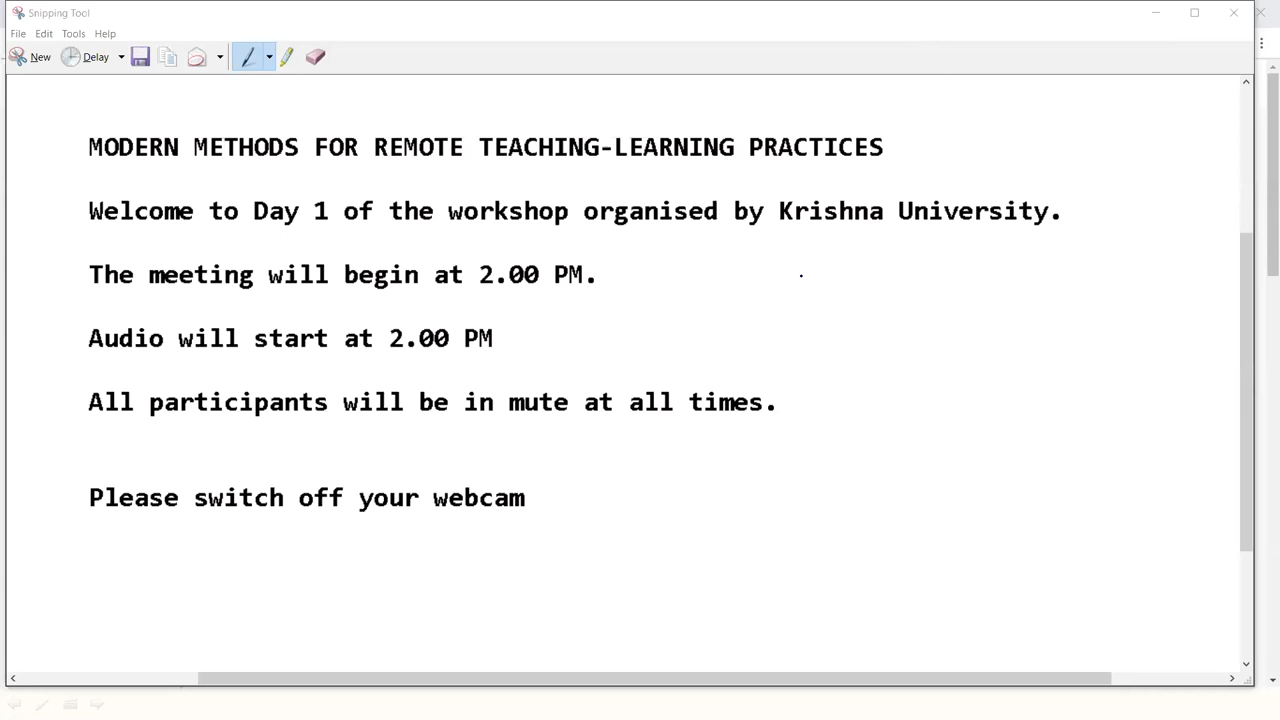 Snipping Tool
File Edit Tools Help
New Delay
MODERN METHODS FOR REMOTE TEACHING-LEARNING PRACTICES
Welcome to Day 1 of the workshop organised by Krishna University.
The meeting will begin at 2.00 PM.
Audio will start at 2.00 PM
All participants will be in mute at all times.
Please switch off your webcam